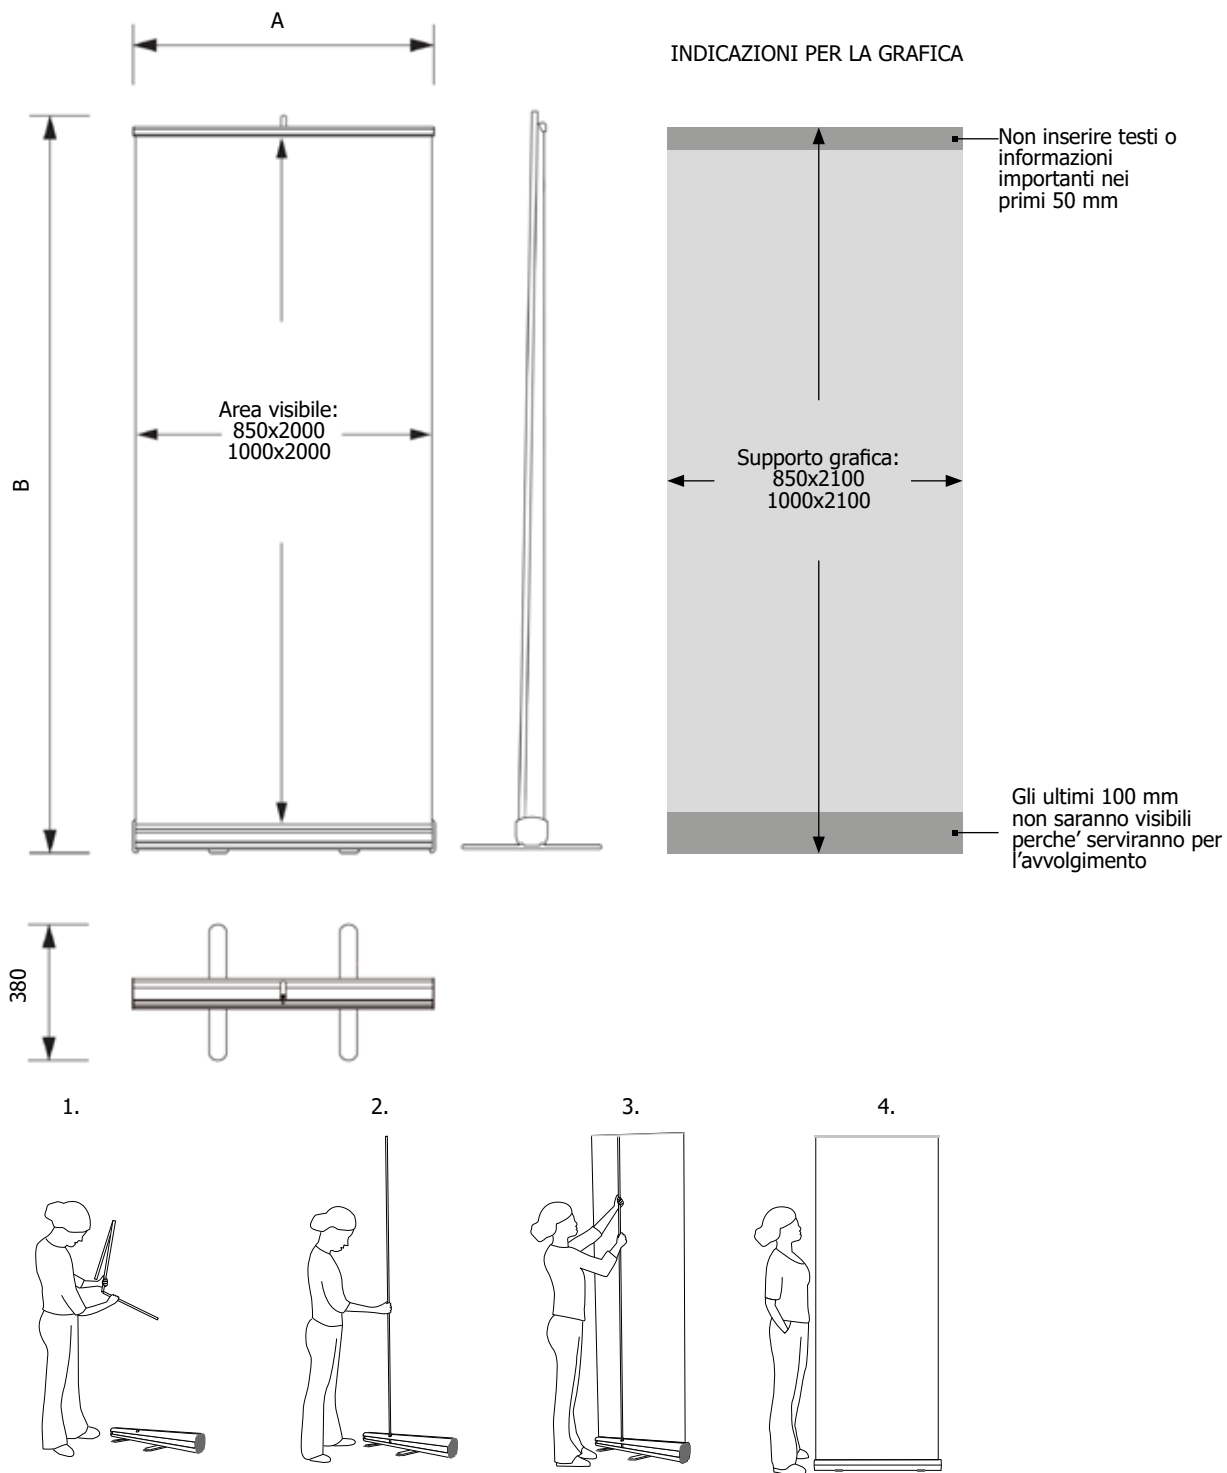 A
INDICAZIONI PER LA GRAFICA
Non inserire testi o
informazioni
importanti nei
primi 50 mm
Area visibile:
850x2000
1000x2000
B
Supporto grafica:
850x2100
1000x2100
Gli ultimi 100 mm
non saranno visibili
perche' serviranno per
l'avvolgimento
380
1.
2.
3.
4.